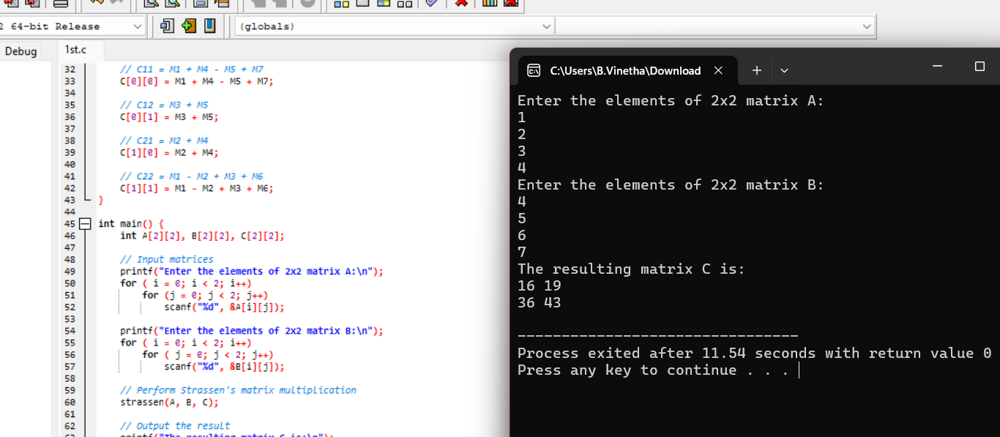 64-bit Release
(globals)
Debug
1st.c
32 // C11 = M1 + M4 - M5 + M7
33 C[0][0] = M1 + M4 - M5 + M7;
34
35 // C12 = M3 + M5
36 C[0][1] = M3 + M5;
37
38 // C21 = M2 + M4
39 C[1][0] = M2 + M4;
40
41 // C22 = M1 - M2 + M3 + M6
42 C[1][1] = M1 - M2 + M3 + M6;
43 }
44
45 int main() {
46 int A[2][2], B[2][2], C[2][2];
47
48 // Input matrices
49 printf("Enter the elements of 2x2 matrix A:\n");
50 for ( i = 0; i < 2; i++)
51 for (j = 0; j < 2; j++)
52 scanf("%d", &A[i][j]);
53
54 printf("Enter the elements of 2x2 matrix B:\n");
55 for ( i = 0; i < 2; i++)
56 for ( j = 0; j < 2; j++)
57 scanf("%d", &B[i][j]);
58
59 // Perform Strassen's matrix multiplication
60 strassen(A, B, C);
61
62 // Output the result
63 printf("The resulting matrix C is:\n");
C:\Users\B.Vinetha\Download
Enter the elements of 2x2 matrix A:
1
2
3
4
Enter the elements of 2x2 matrix B:
4
5
6
7
The resulting matrix C is:
16 19
36 43
--------------------------------
Process exited after 11.54 seconds with return value 0
Press any key to continue . . .